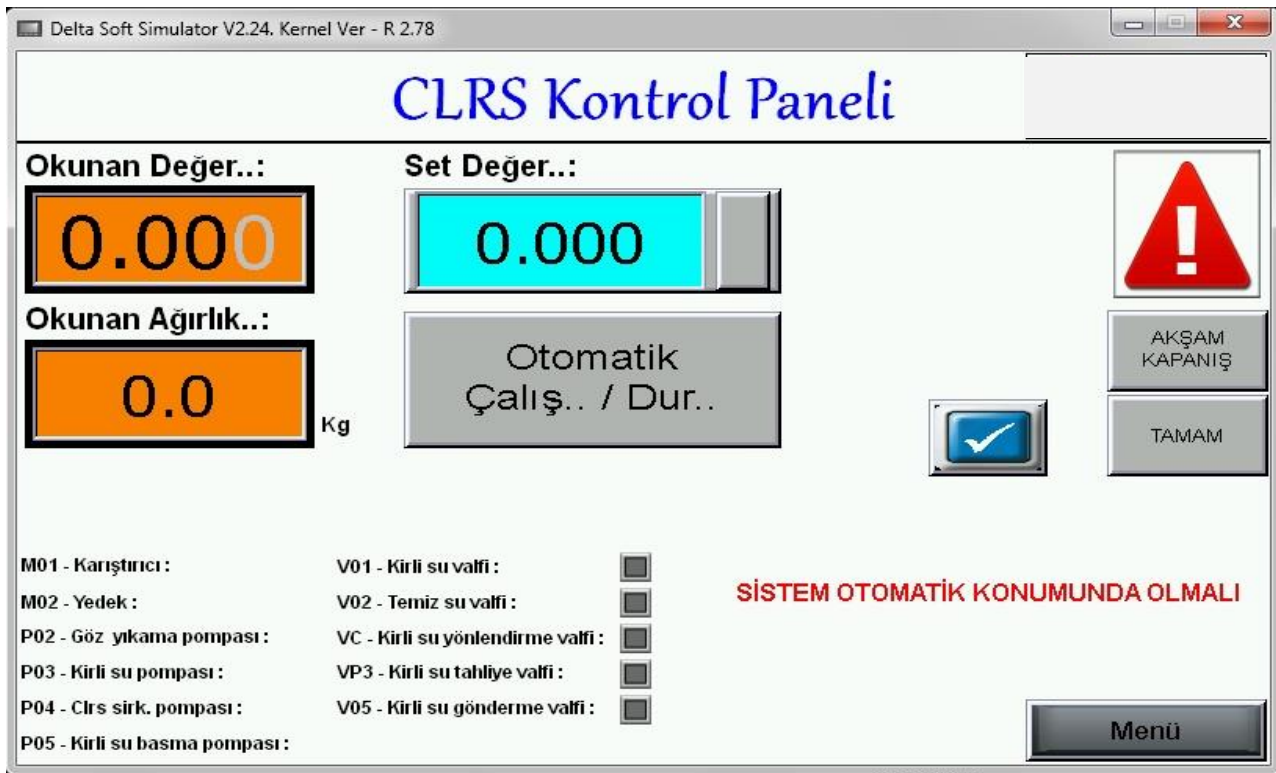 Delta Soft Simulator V2.24. Kernel Ver - R 2.78
CLRS Kontrol Paneli
Okunan Değer..:
Set Değer..:
0.000
0.000
Okunan Ağırlık..:
0.0
Kg
Otomatik
Çalış.. / Dur..
AKŞAM
KAPANIŞ
TAMAM
M01 - Karıştırıcı :
M02 - Yedek :
P02 - Göz yıkama pompası :
P03 - Kirli su pompası :
P04 - Clrs sirk. pompası :
P05 - Kirli su basma pompası :
V01 - Kirli su valfi :
V02 - Temiz su valfi :
VC - Kirli su yönlendirme valfi :
VP3 - Kirli su tahliye valfi :
V05 - Kirli su gönderme valfi :
SİSTEM OTOMATİK KONUMUNDA OLMALI
Menü